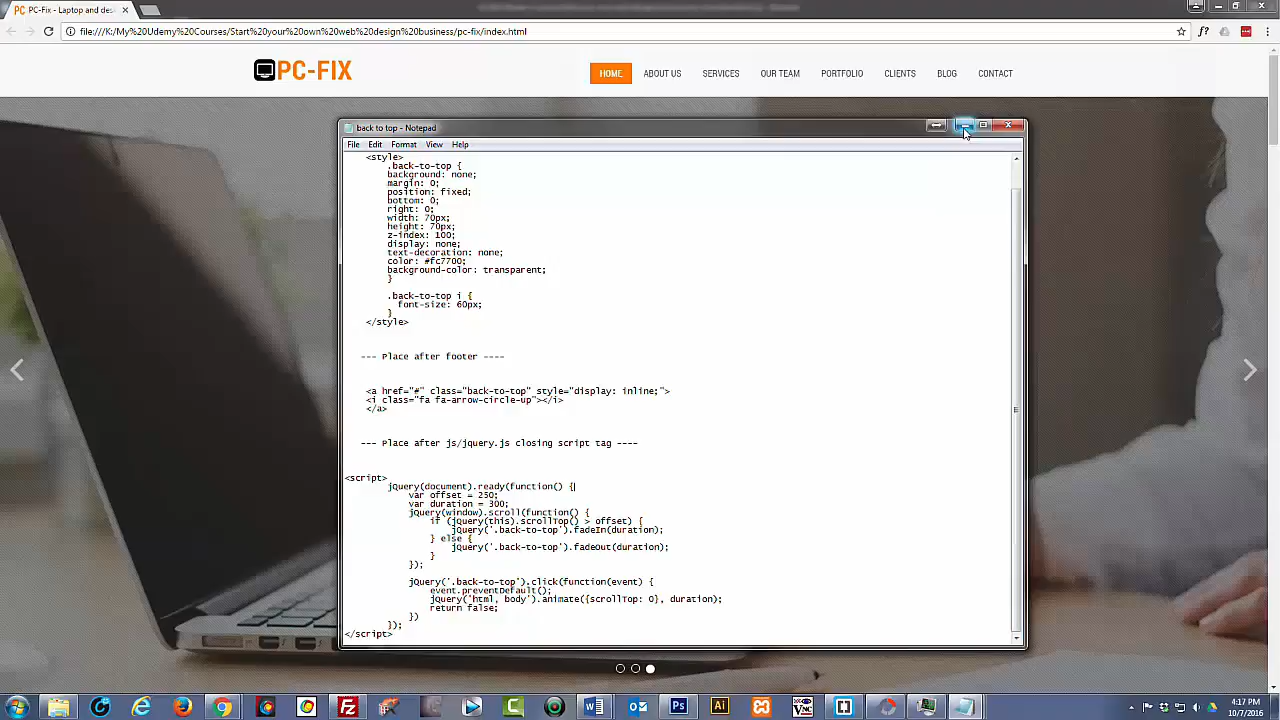 PC-Fix - Laptop and des
file:///K:/My%20Udemy%20Courses/Start%20your%20own%20web%20design%20business/pc-fix/index.html
f?
PC-FIX
HOME
ABOUT US
SERVICES
OUR TEAM
PORTFOLIO
CLIENTS
BLOG
CONTACT
back to top - Notepad
File Edit Format View Help
<style>
.back-to-top {
background: none;
margin: 0;
position: fixed;
bottom: 0;
right: 0;
width: 70px;
height: 70px;
z-index: 100;
display: none;
text-decoration: none;
color: #fc7700;
background-color: transparent;
}
.back-to-top i {
font-size: 60px;
}
</style>
--- Place after footer ----
<a href="#" class="back-to-top" style="display: inline;">
<i class="fa fa-arrow-circle-up"></i>
</a>
--- Place after js/jquery.js closing script tag ----
<script>
jQuery(document).ready(function() {
var offset = 250;
var duration = 300;
jQuery(window).scroll(function() {
if (jQuery(this).scrollTop() > offset) {
jQuery('.back-to-top').fadeIn(duration);
} else {
jQuery('.back-to-top').fadeOut(duration);
}
});
jQuery('.back-to-top').click(function(event) {
event.preventDefault();
jQuery('html, body').animate({scrollTop: 0}, duration);
return false;
})
});
</script>
4:17 PM
10/7/2016